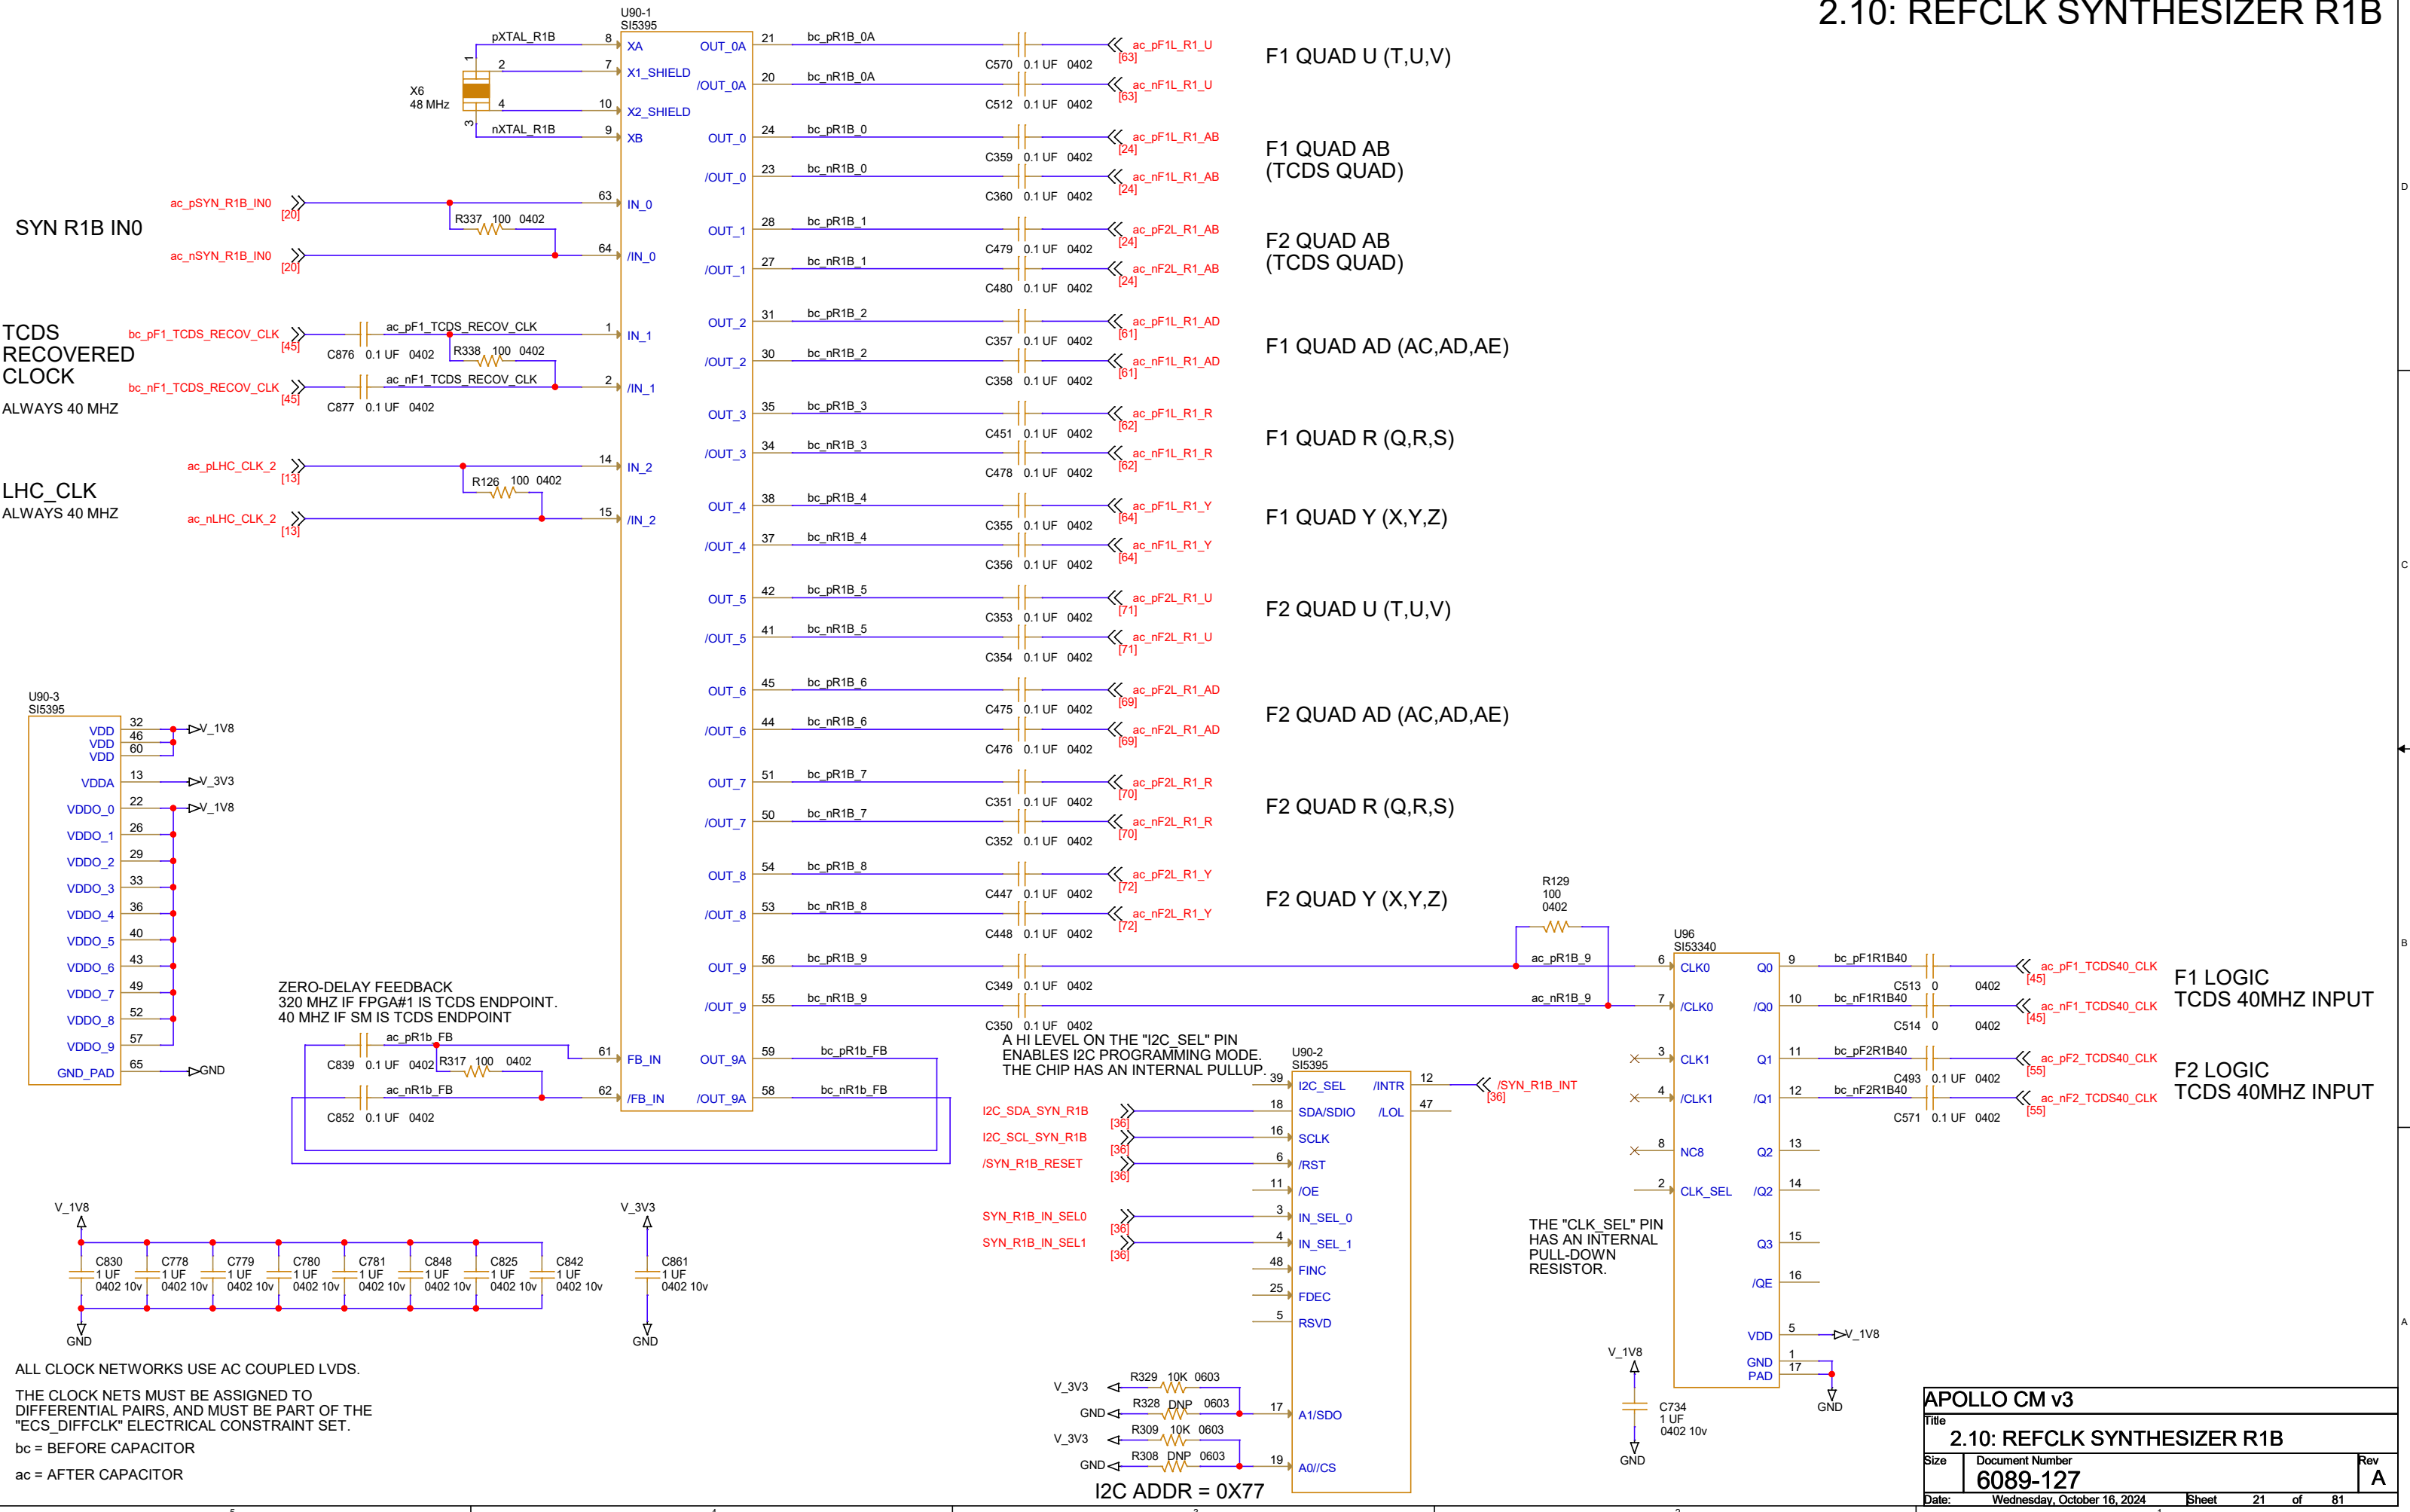 2.10: REFCLK SYNTHESIZER R1B
U90-1
SI5395
X6
48 MHz
1
2
4
3
pXTAL_R1B
nXTAL_R1B
8 XA
7 X1_SHIELD
10 X2_SHIELD
9 XB
SYN R1B IN0
ac_pSYN_R1B_IN0
[20]
ac_nSYN_R1B_IN0
[20]
R337 100 0402
63 IN_0
64 /IN_0
TCDS
RECOVERED
CLOCK
ALWAYS 40 MHZ
bc_pF1_TCDS_RECOV_CLK
[45]
bc_nF1_TCDS_RECOV_CLK
[45]
C876 0.1 UF 0402
C877 0.1 UF 0402
ac_pF1_TCDS_RECOV_CLK
R338 100 0402
ac_nF1_TCDS_RECOV_CLK
1 IN_1
2 /IN_1
LHC_CLK
ALWAYS 40 MHZ
ac_pLHC_CLK_2
[13]
ac_nLHC_CLK_2
[13]
R126 100 0402
14 IN_2
15 /IN_2
OUT_0A 21 bc_pR1B_0A C570 0.1 UF 0402 ac_pF1L_R1_U [63]
/OUT_0A 20 bc_nR1B_0A C512 0.1 UF 0402 ac_nF1L_R1_U [63]
F1 QUAD U (T,U,V)
OUT_0 24 bc_pR1B_0 C359 0.1 UF 0402 ac_pF1L_R1_AB [24]
/OUT_0 23 bc_nR1B_0 C360 0.1 UF 0402 ac_nF1L_R1_AB [24]
F1 QUAD AB
(TCDS QUAD)
OUT_1 28 bc_pR1B_1 C479 0.1 UF 0402 ac_pF2L_R1_AB [24]
/OUT_1 27 bc_nR1B_1 C480 0.1 UF 0402 ac_nF2L_R1_AB [24]
F2 QUAD AB
(TCDS QUAD)
OUT_2 31 bc_pR1B_2 C357 0.1 UF 0402 ac_pF1L_R1_AD [61]
/OUT_2 30 bc_nR1B_2 C358 0.1 UF 0402 ac_nF1L_R1_AD [61]
F1 QUAD AD (AC,AD,AE)
OUT_3 35 bc_pR1B_3 C451 0.1 UF 0402 ac_pF1L_R1_R [62]
/OUT_3 34 bc_nR1B_3 C478 0.1 UF 0402 ac_nF1L_R1_R [62]
F1 QUAD R (Q,R,S)
OUT_4 38 bc_pR1B_4 C355 0.1 UF 0402 ac_pF1L_R1_Y [64]
/OUT_4 37 bc_nR1B_4 C356 0.1 UF 0402 ac_nF1L_R1_Y [64]
F1 QUAD Y (X,Y,Z)
OUT_5 42 bc_pR1B_5 C353 0.1 UF 0402 ac_pF2L_R1_U [71]
/OUT_5 41 bc_nR1B_5 C354 0.1 UF 0402 ac_nF2L_R1_U [71]
F2 QUAD U (T,U,V)
OUT_6 45 bc_pR1B_6 C475 0.1 UF 0402 ac_pF2L_R1_AD [69]
/OUT_6 44 bc_nR1B_6 C476 0.1 UF 0402 ac_nF2L_R1_AD [69]
F2 QUAD AD (AC,AD,AE)
OUT_7 51 bc_pR1B_7 C351 0.1 UF 0402 ac_pF2L_R1_R [70]
/OUT_7 50 bc_nR1B_7 C352 0.1 UF 0402 ac_nF2L_R1_R [70]
F2 QUAD R (Q,R,S)
OUT_8 54 bc_pR1B_8 C447 0.1 UF 0402 ac_pF2L_R1_Y [72]
/OUT_8 53 bc_nR1B_8 C448 0.1 UF 0402 ac_nF2L_R1_Y [72]
F2 QUAD Y (X,Y,Z)
OUT_9 56 bc_pR1B_9 C349 0.1 UF 0402 ac_pR1B_9
/OUT_9 55 bc_nR1B_9 C350 0.1 UF 0402 ac_nR1B_9
R129
100
0402
OUT_9A 59 bc_pR1b_FB
/OUT_9A 58 bc_nR1b_FB
U90-3
SI5395
VDD 32 V_1V8
VDD 46
VDD 60
VDDA 13 V_3V3
VDDO_0 22 V_1V8
VDDO_1 26
VDDO_2 29
VDDO_3 33
VDDO_4 36
VDDO_5 40
VDDO_6 43
VDDO_7 49
VDDO_8 52
VDDO_9 57
GND_PAD 65 GND
ZERO-DELAY FEEDBACK
320 MHZ IF FPGA#1 IS TCDS ENDPOINT.
40 MHZ IF SM IS TCDS ENDPOINT
ac_pR1b_FB
C839 0.1 UF 0402 R317 100 0402
ac_nR1b_FB
C852 0.1 UF 0402
61 FB_IN
62 /FB_IN
A HI LEVEL ON THE "I2C_SEL" PIN
ENABLES I2C PROGRAMMING MODE.
THE CHIP HAS AN INTERNAL PULLUP.
U90-2
SI5395
39 I2C_SEL
/INTR 12 /SYN_R1B_INT [36]
/LOL 47
I2C_SDA_SYN_R1B [36] 18 SDA/SDIO
I2C_SCL_SYN_R1B [36] 16 SCLK
/SYN_R1B_RESET [36] 6 /RST
11 /OE
SYN_R1B_IN_SEL0 [36] 3 IN_SEL_0
SYN_R1B_IN_SEL1 [36] 4 IN_SEL_1
48 FINC
25 FDEC
5 RSVD
V_3V3 R329 10K 0603
GND R328 DNP 0603 17 A1/SDO
V_3V3 R309 10K 0603
GND R308 DNP 0603 19 A0//CS
I2C ADDR = 0X77
U96
SI53340
6 CLK0
7 /CLK0
3 CLK1
4 /CLK1
8 NC8
2 CLK_SEL
THE "CLK_SEL" PIN
HAS AN INTERNAL
PULL-DOWN
RESISTOR.
Q0 9 bc_pF1R1B40 C513 0 0402 ac_pF1_TCDS40_CLK [45]
/Q0 10 bc_nF1R1B40 C514 0 0402 ac_nF1_TCDS40_CLK [45]
F1 LOGIC
TCDS 40MHZ INPUT
Q1 11 bc_pF2R1B40 C493 0.1 UF 0402 ac_pF2_TCDS40_CLK [55]
/Q1 12 bc_nF2R1B40 C571 0.1 UF 0402 ac_nF2_TCDS40_CLK [55]
F2 LOGIC
TCDS 40MHZ INPUT
Q2 13
/Q2 14
Q3 15
/QE 16
VDD 5 V_1V8
GND 1
PAD 17
GND
V_1V8
C734
1 UF
0402 10v
GND
V_1V8
C830 C778 C779 C780 C781 C848 C825 C842
1 UF 1 UF 1 UF 1 UF 1 UF 1 UF 1 UF 1 UF
0402 10v 0402 10v 0402 10v 0402 10v 0402 10v 0402 10v 0402 10v 0402 10v
GND
V_3V3
C861
1 UF
0402 10v
GND
ALL CLOCK NETWORKS USE AC COUPLED LVDS.
THE CLOCK NETS MUST BE ASSIGNED TO
DIFFERENTIAL PAIRS, AND MUST BE PART OF THE
"ECS_DIFFCLK" ELECTRICAL CONSTRAINT SET.
bc = BEFORE CAPACITOR
ac = AFTER CAPACITOR
D
C
B
A
APOLLO CM v3
Title
2.10: REFCLK SYNTHESIZER R1B
Size Document Number Rev
6089-127 A
Date: Wednesday, October 16, 2024 Sheet 21 of 81